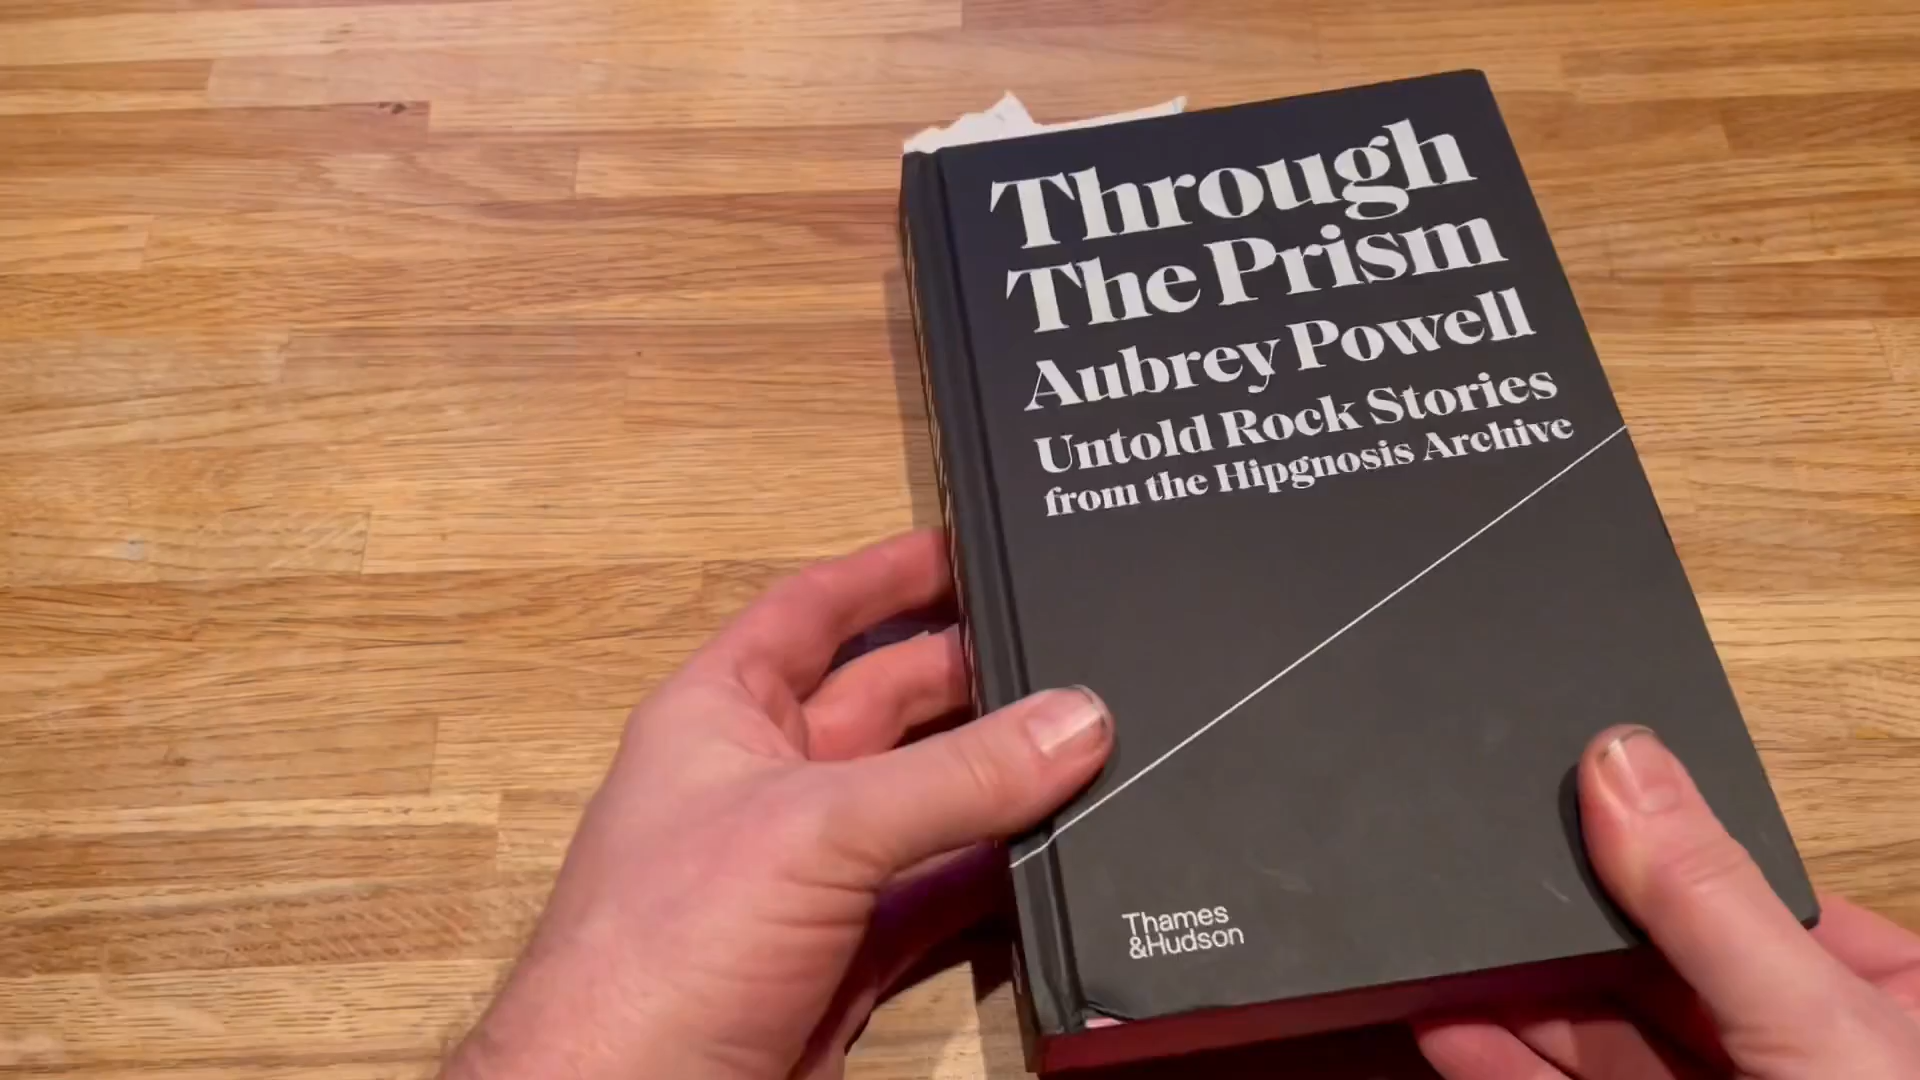 Through
The Prism
Aubrey Powell
Untold Rock Stories
from the Hipgnosis Archive
Thames
&Hudson